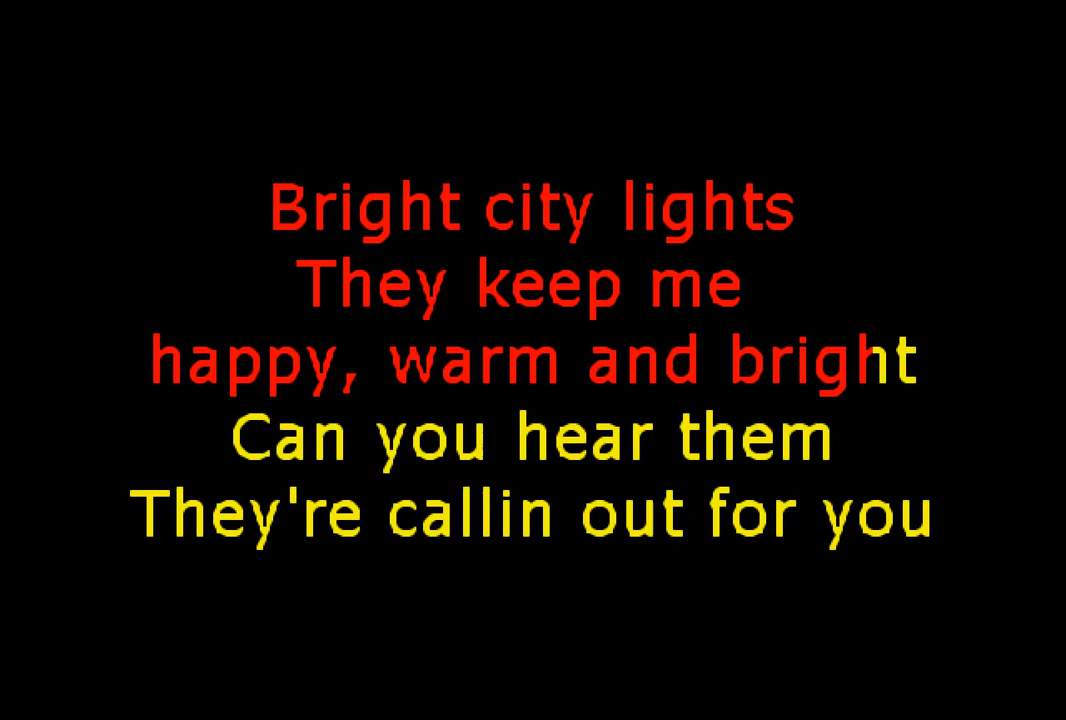 Bright city lights
They keep me
happy, warm and bright
Can you hear them
They're callin out for you